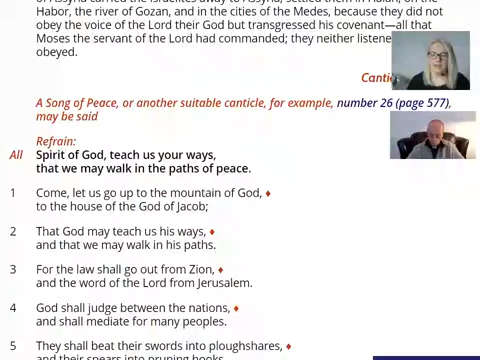 of Assyria carried the Israelites away to Assyria, settled them in Halah, on the
Habor, the river of Gozan, and in the cities of the Medes, because they did not
obey the voice of the Lord their God but transgressed his covenant—all that
Moses the servant of the Lord had commanded; they neither listene
obeyed.
Cantic
A Song of Peace, or another suitable canticle, for example, number 26 (page 577),
may be said
Refrain:
All Spirit of God, teach us your ways,
that we may walk in the paths of peace.
1 Come, let us go up to the mountain of God, ♦
to the house of the God of Jacob;
2 That God may teach us his ways, ♦
and that we may walk in his paths.
3 For the law shall go out from Zion, ♦
and the word of the Lord from Jerusalem.
4 God shall judge between the nations, ♦
and shall mediate for many peoples.
5 They shall beat their swords into ploughshares, ♦
and their spears into pruning hooks.